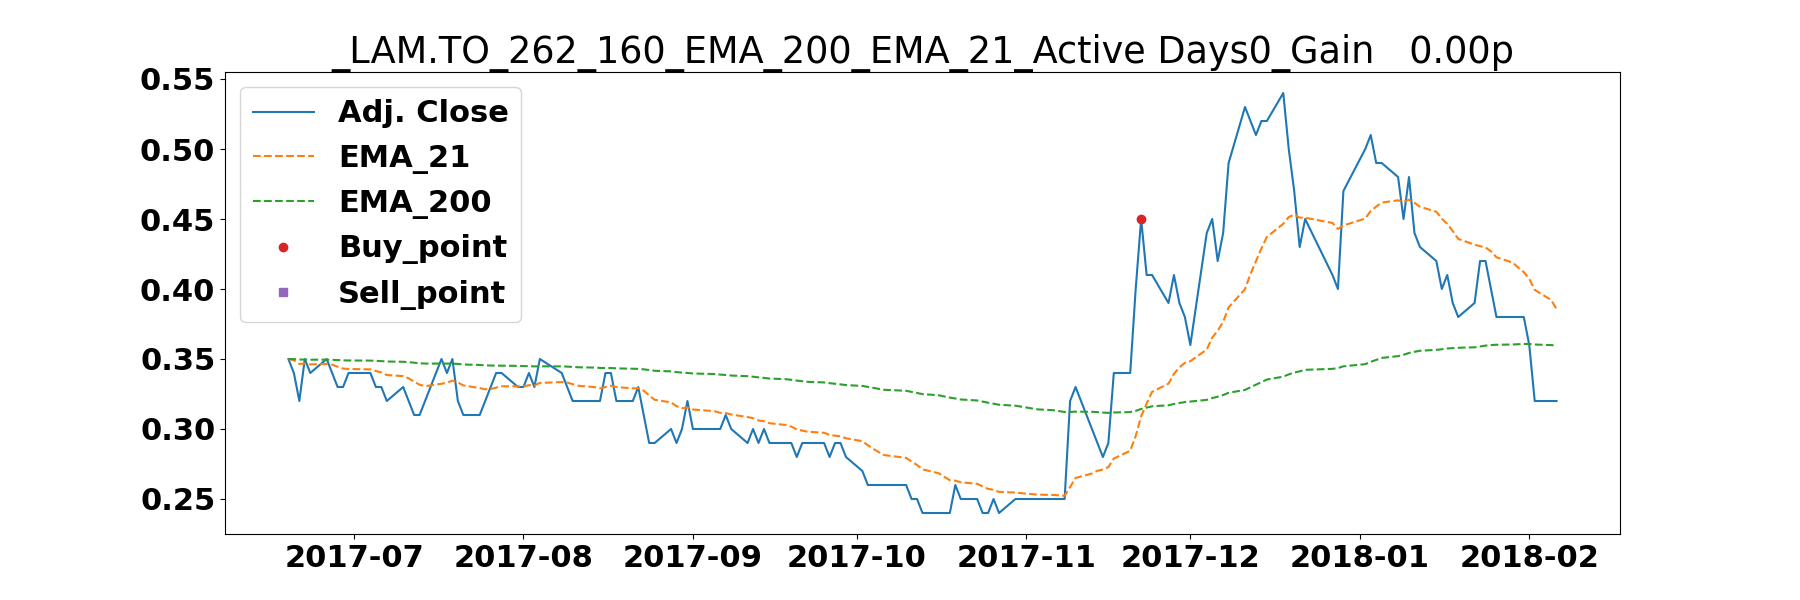 _LAM.TO_262_160_EMA_200_EMA_21_Active Days0_Gain   0.00p
0.55
0.50
0.45
0.40
0.35
0.30
0.25
Adj. Close
EMA_21
EMA_200
Buy_point
Sell_point
2017-07 2017-08 2017-09 2017-10 2017-11 2017-12 2018-01 2018-02